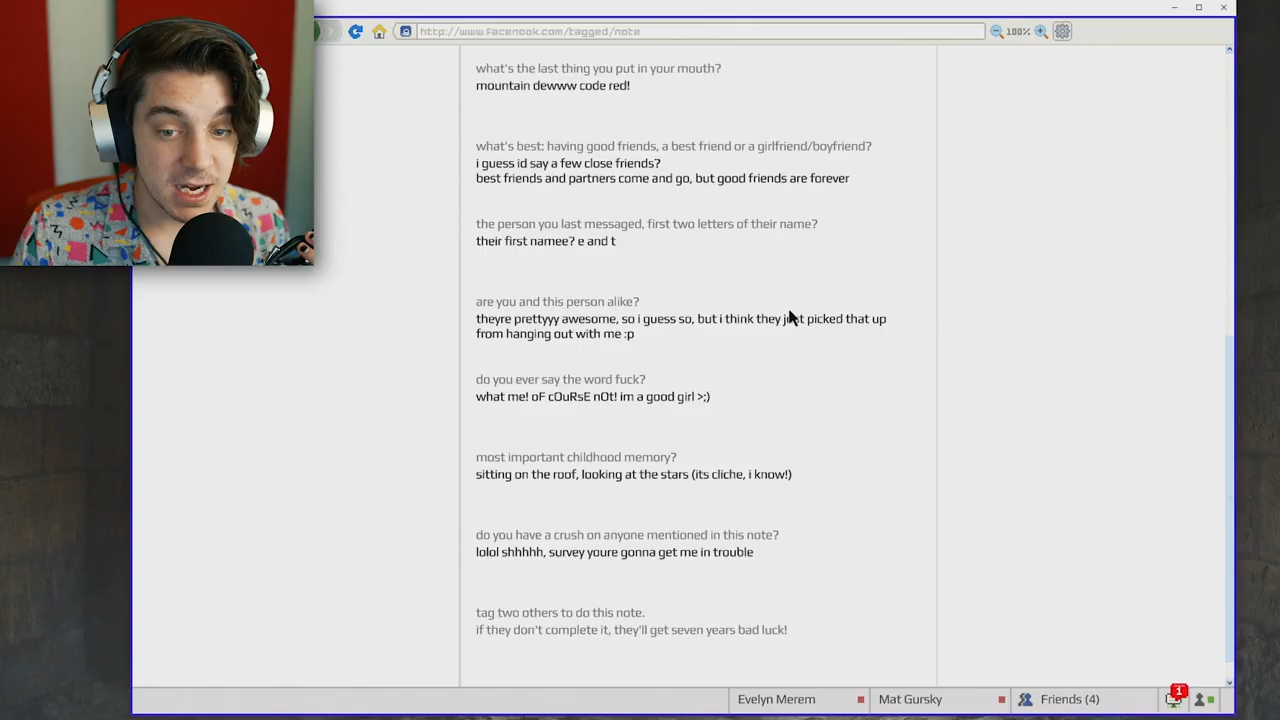 http://www.Facenook.com/tagged/note
100%
what's the last thing you put in your mouth?
mountain dewww code red!
what's best: having good friends, a best friend or a girlfriend/boyfriend?
i guess id say a few close friends?
best friends and partners come and go, but good friends are forever
the person you last messaged, first two letters of their name?
their first namee? e and t
are you and this person alike?
theyre prettyyy awesome, so i guess so, but i think they just picked that up
from hanging out with me :p
do you ever say the word fuck?
what me! oF cOuRsE nOt! im a good girl >;)
most important childhood memory?
sitting on the roof, looking at the stars (its cliche, i know!)
do you have a crush on anyone mentioned in this note?
lolol shhhhh, survey youre gonna get me in trouble
tag two others to do this note.
if they don't complete it, they'll get seven years bad luck!
Evelyn Merem
Mat Gursky
Friends (4)
1